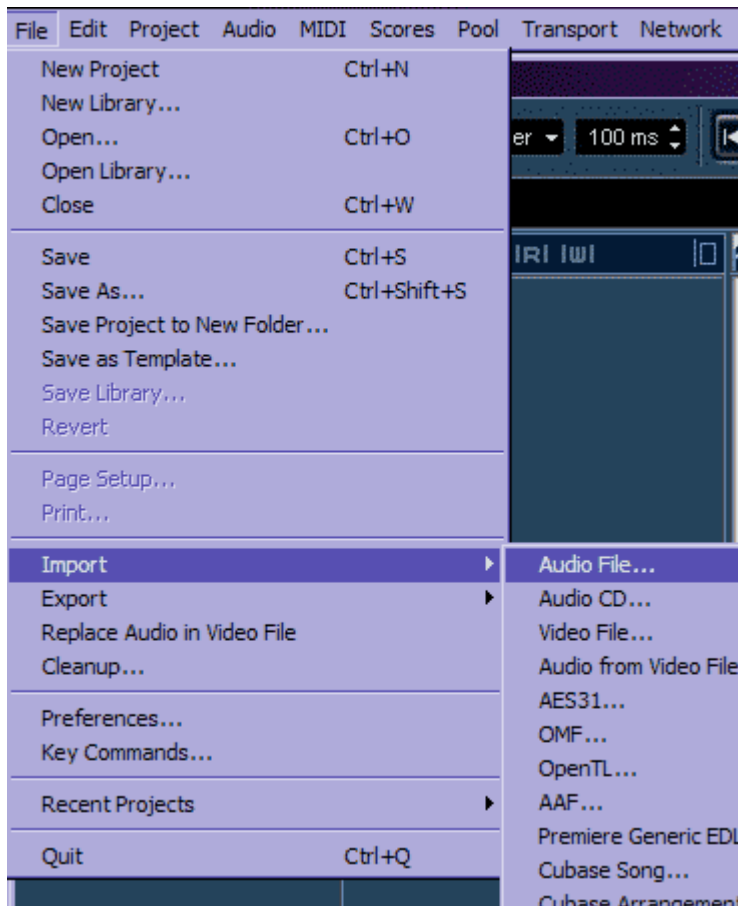 File Edit Project Audio MIDI Scores Pool Transport Network
New Project Ctrl+N
New Library...
Open... Ctrl+O
er 100 ms
Open Library...
Close Ctrl+W
Save Ctrl+S
R W
Save As... Ctrl+Shift+S
Save Project to New Folder...
Save as Template...
Save Library...
Revert
Page Setup...
Print...
Import
Audio File...
Export
Audio CD...
Replace Audio in Video File
Video File...
Cleanup...
Audio from Video File
AES31...
Preferences...
OMF...
Key Commands...
OpenTL...
Recent Projects
AAF...
Premiere Generic EDL
Quit Ctrl+Q
Cubase Song...
Cubase Arrangement